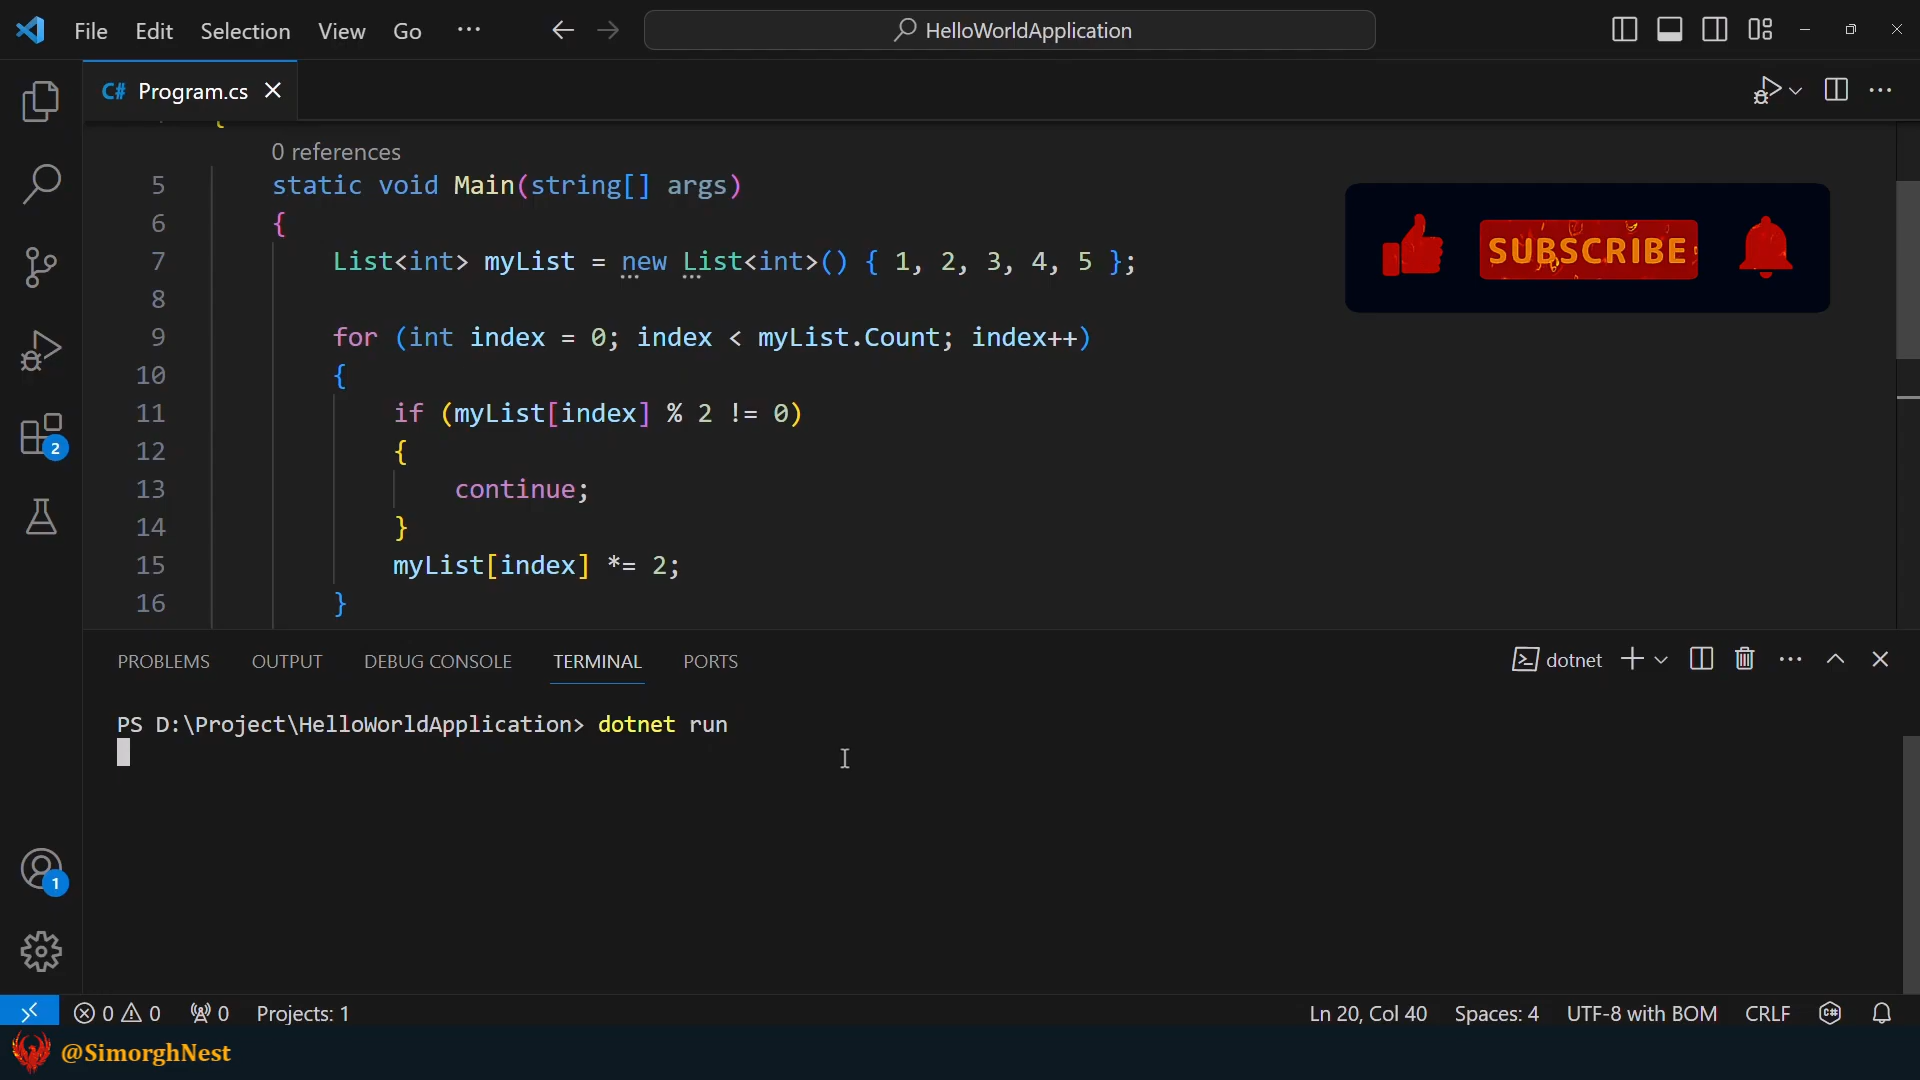 File Edit Selection View Go ··· HelloWorldApplication
C# Program.cs
0 references
5 static void Main(string[] args)
6 {
7 List<int> myList = new List<int>() { 1, 2, 3, 4, 5 };
8
9 for (int index = 0; index < myList.Count; index++)
10 {
11 if (myList[index] % 2 != 0)
12 {
13 continue;
14 }
15 myList[index] *= 2;
16 }
SUBSCRIBE
2
1
PROBLEMS OUTPUT DEBUG CONSOLE TERMINAL PORTS dotnet
PS D:\Project\HelloWorldApplication> dotnet run
0 0 0 Projects: 1 Ln 20, Col 40 Spaces: 4 UTF-8 with BOM CRLF
@SimorghNest